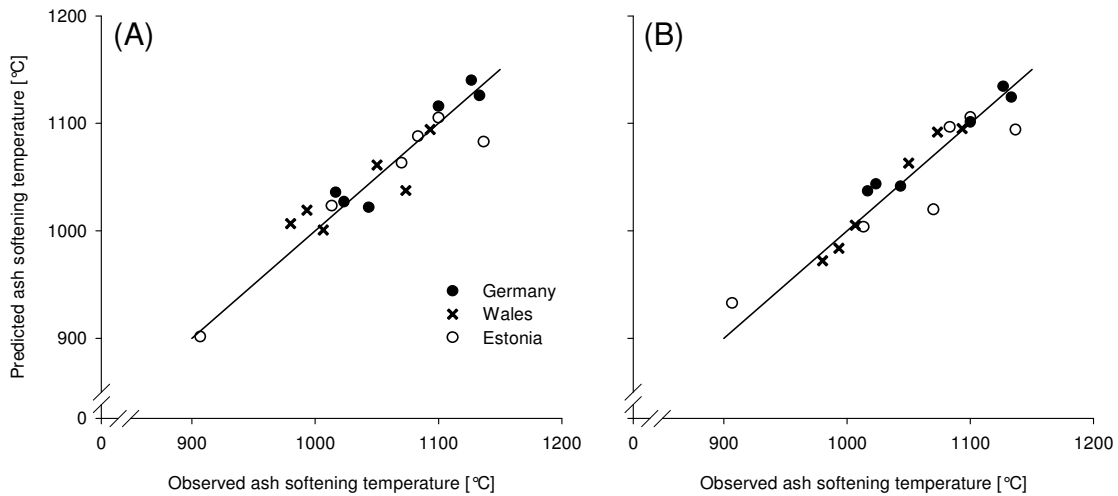 Predicted ash softening temperature [°C]
1200
1100
1000
900
0
(A)
Germany
Wales
Estonia
0 900 1000 1100 1200
Observed ash softening temperature [°C]
(B)
0 900 1000 1100 1200
Observed ash softening temperature [°C]